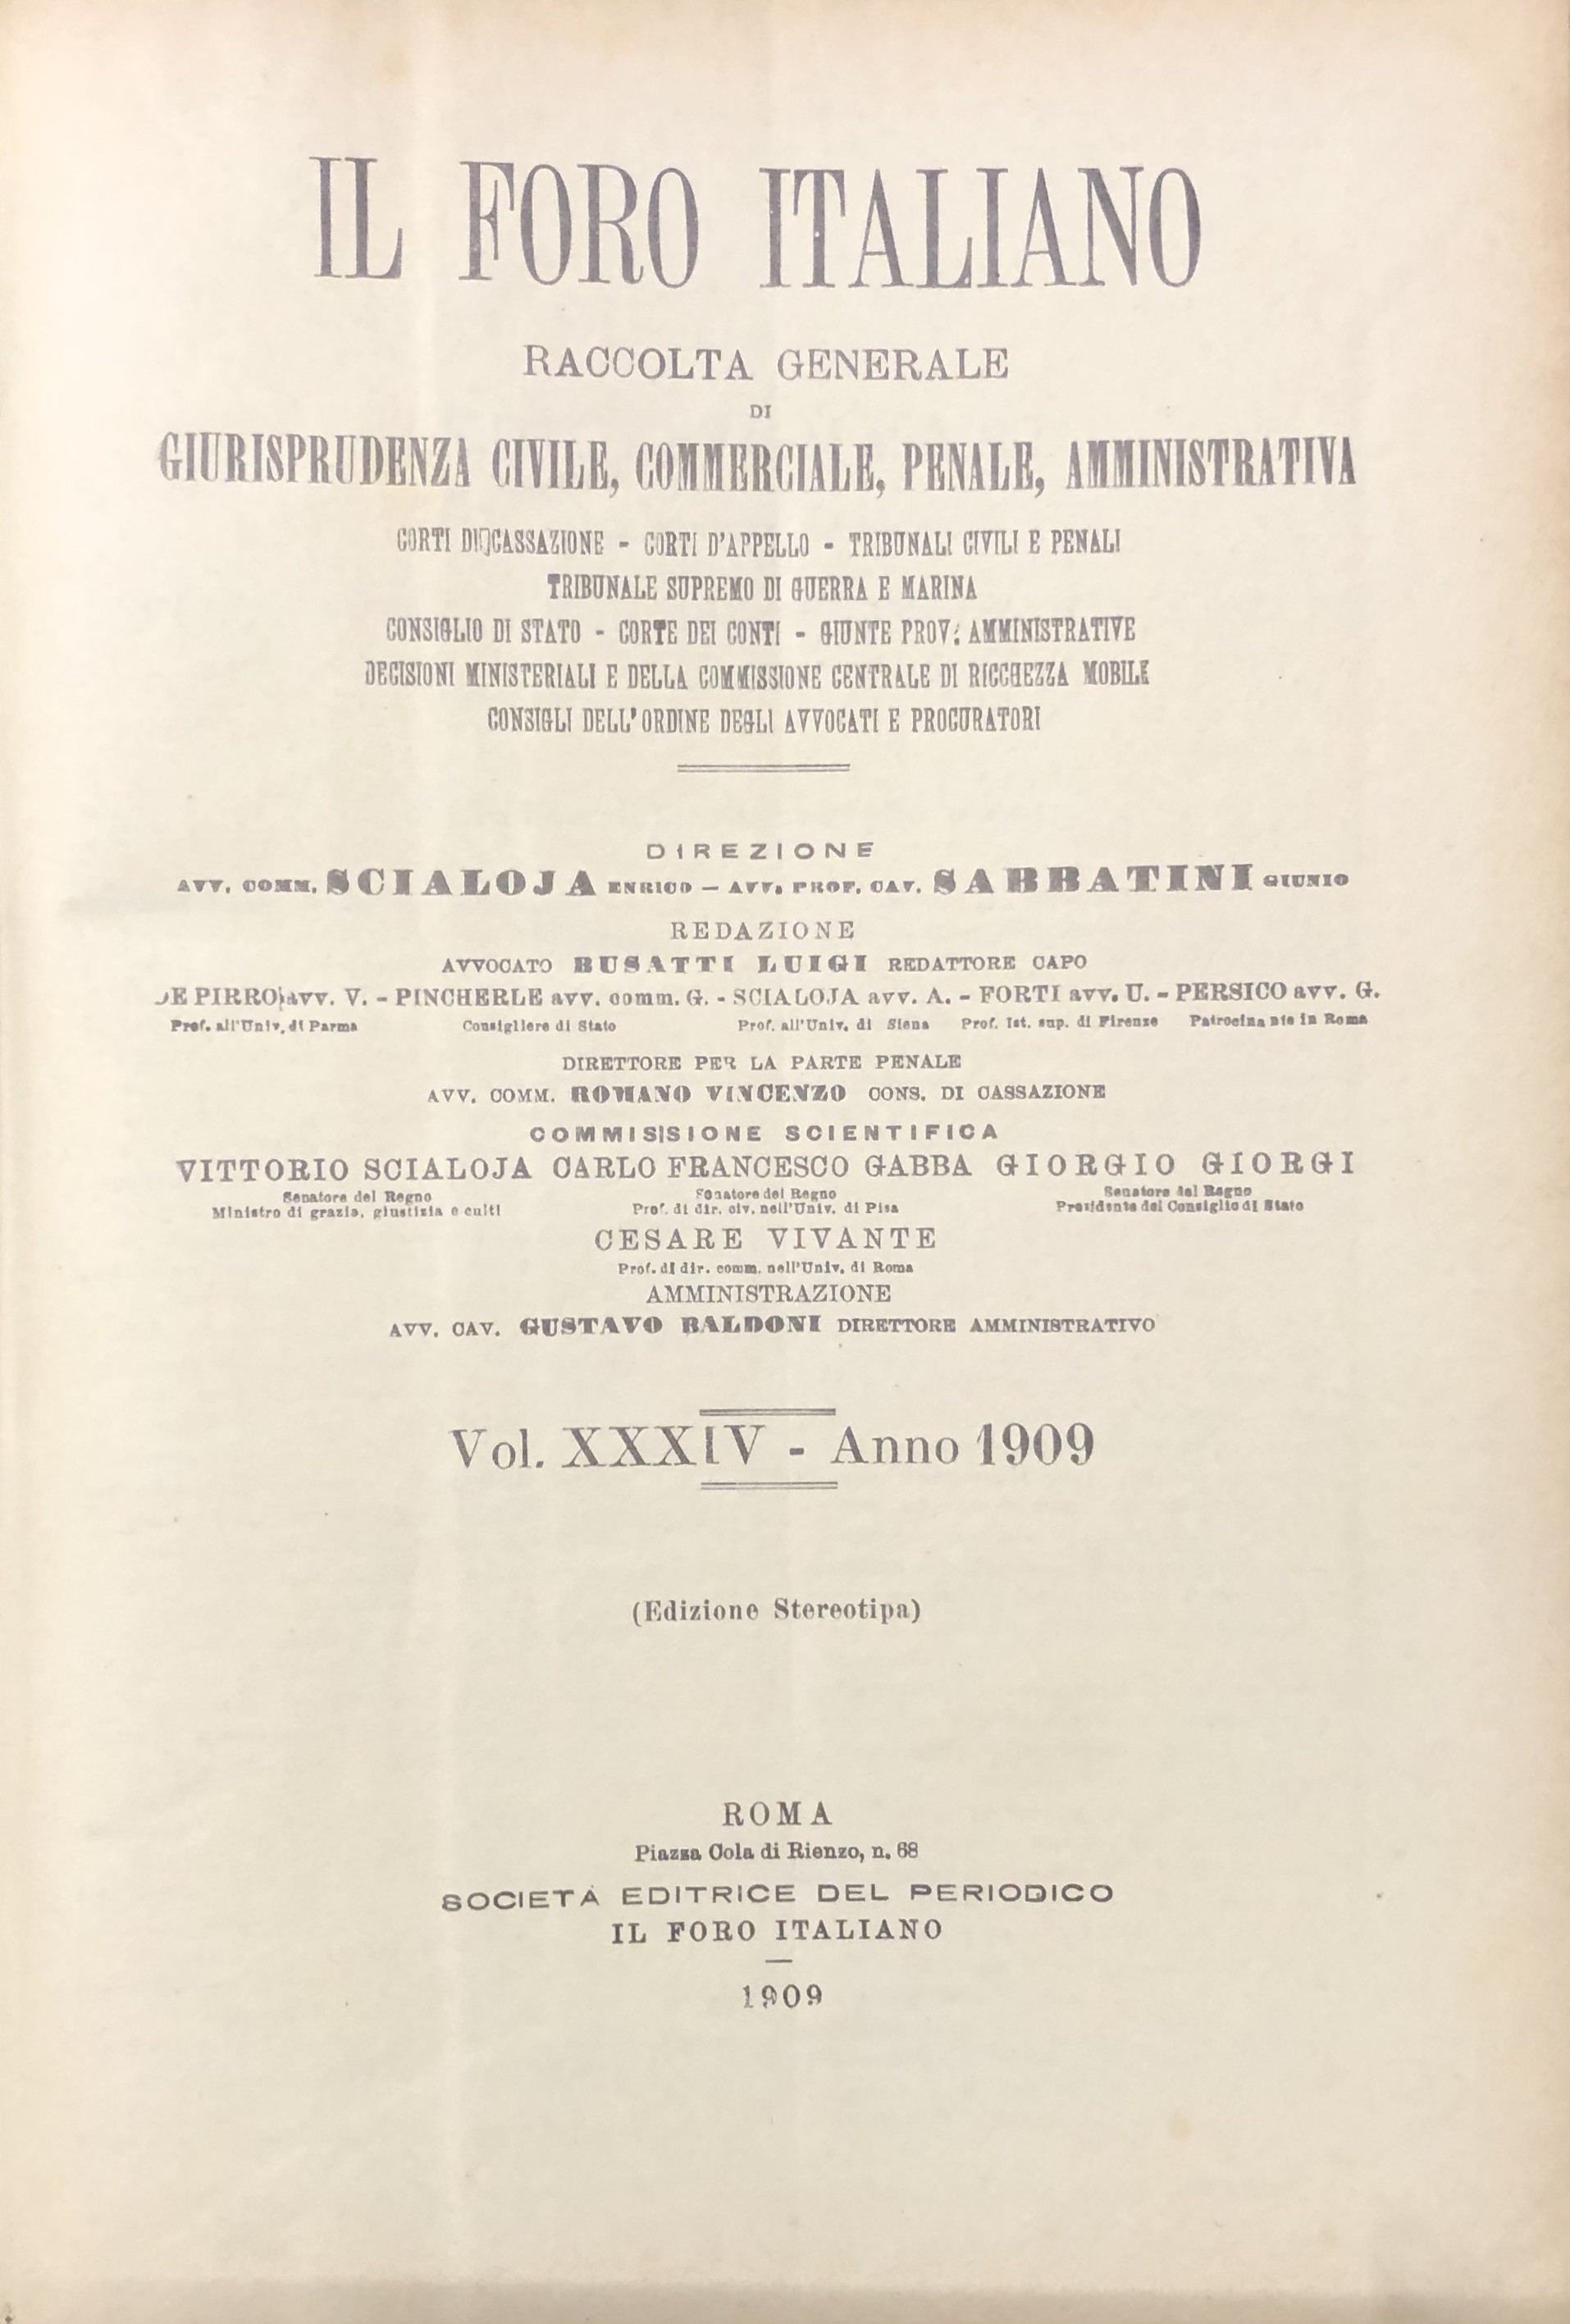 IL FORO ITALIANO
RACCOLTA GENERALE
DI
GIURISPRUDENZA CIVILE, COMMERCIALE, PENALE, AMMINISTRATIVA
CORTI DI CASSAZIONE - CORTI D'APPELLO - TRIBUNALI CIVILI E PENALI
TRIBUNALE SUPREMO DI GUERRA E MARINA
CONSIGLIO DI STATO - CORTE DEI CONTI - GIUNTE PROV. AMMINISTRATIVE
DECISIONI MINISTERIALI E DELLA COMMISSIONE CENTRALE DI RICCHEZZA MOBILE
CONSIGLI DELL'ORDINE DEGLI AVVOCATI E PROCURATORI
DIREZIONE
AVV. COMM. SCIALOJA ENRICO — AVV. PROF. CAV. SABBATINI GIUNIO
REDAZIONE
AVVOCATO BUSATTI LUIGI REDATTORE CAPO
DE PIRRO avv. V. - PINCHERLE avv. comm. G. - SCIALOJA avv. A. - FORTI avv. U. - PERSICO avv. G.
Prof. all'Univ. di Parma Consigliere di Stato Prof. all'Univ. di Siena Prof. Ist. sup. di Firenze Patrocinante in Roma
DIRETTORE PER LA PARTE PENALE
AVV. COMM. ROMANO VINCENZO CONS. DI CASSAZIONE
COMMISSIONE SCIENTIFICA
VITTORIO SCIALOJA CARLO FRANCESCO GABBA GIORGIO GIORGI
Senatore del Regno Senatore del Regno Senatore del Regno
Ministro di grazia, giustizia e culti Prof. di dir. civ. nell'Univ. di Pisa Presidente del Consiglio di Stato
CESARE VIVANTE
Prof. di dir. comm. nell'Univ. di Roma
AMMINISTRAZIONE
AVV. CAV. GUSTAVO BALDONI DIRETTORE AMMINISTRATIVO
Vol. XXXIV - Anno 1909
(Edizione Stereotipa)
ROMA
Piazza Cola di Rienzo, n. 68
SOCIETÀ EDITRICE DEL PERIODICO
IL FORO ITALIANO
1909